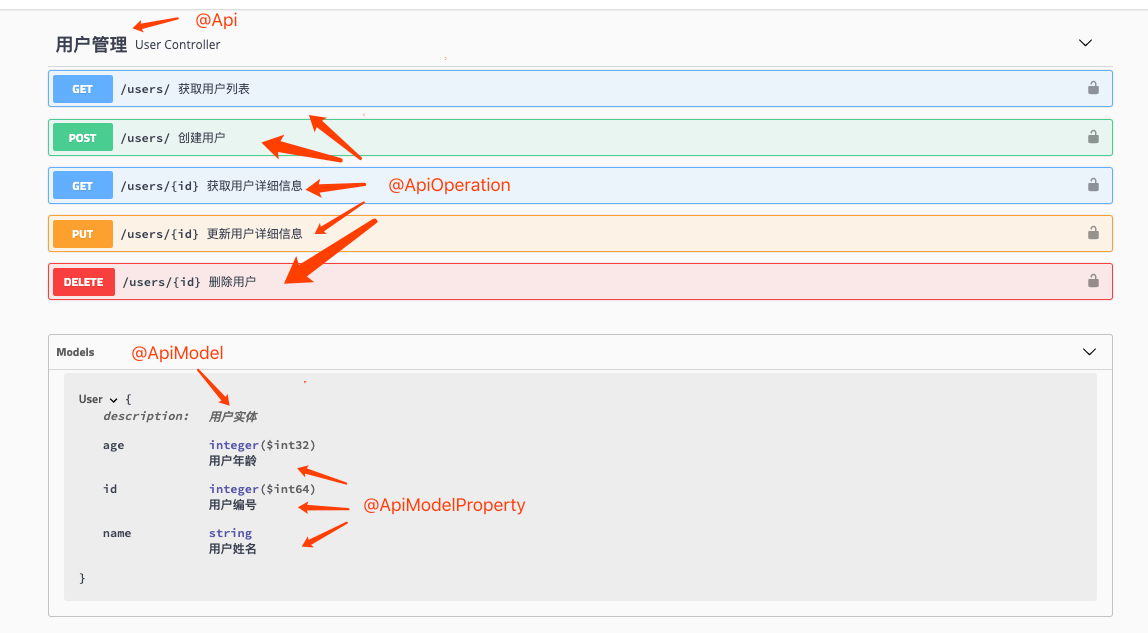 @Api
用户管理 User Controller
GET /users/ 获取用户列表
POST /users/ 创建用户
GET /users/{id} 获取用户详细信息
@ApiOperation
PUT /users/{id} 更新用户详细信息
DELETE /users/{id} 删除用户
Models @ApiModel
User {
description: 用户实体
age integer($int32)
用户年龄
id integer($int64)
用户编号
@ApiModelProperty
name string
用户姓名
}